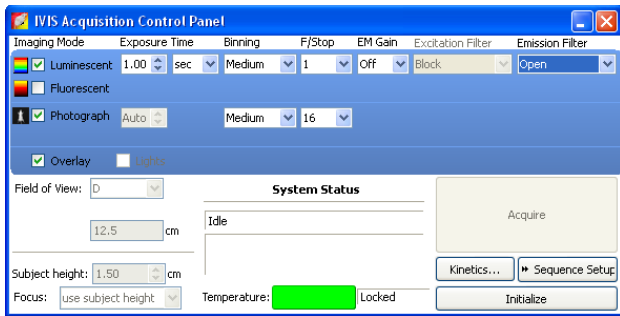 IVIS Acquisition Control Panel
Imaging Mode Exposure Time Binning F/Stop EM Gain Excitation Filter Emission Filter
Luminescent 1.00 sec Medium 1 Off Block Open
Fluorescent
Photograph Auto Medium 16
Overlay Lights
Field of View: D
System Status
12.5 cm
Idle
Acquire
Subject height: 1.50 cm
Kinetics... Sequence Setup
Focus: use subject height Temperature: Locked Initialize